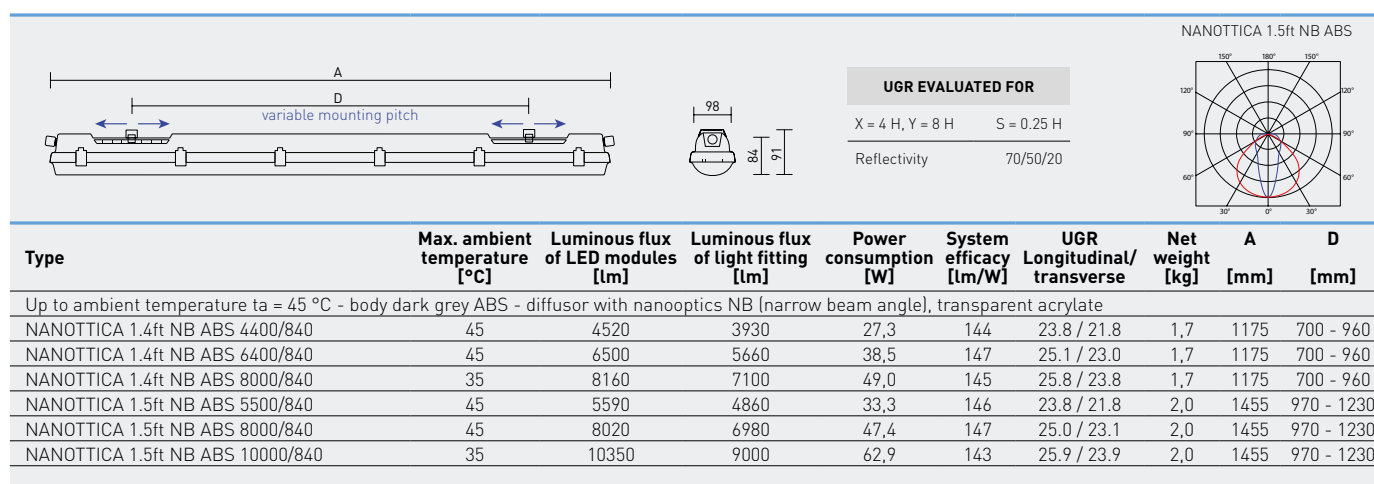 NANOTTICA 1.5ft NB ABS
150° 180° 150°
120° 120°
90° 90°
60° 60°
30° 0° 30°
A
D
variable mounting pitch
98
84
91
UGR EVALUATED FOR
X = 4 H, Y = 8 H S = 0.25 H
Reflectivity 70/50/20
Type Max. ambient temperature [°C] Luminous flux of LED modules [lm] Luminous flux of light fitting [lm] Power consumption [W] System efficacy [lm/W] UGR Longitudinal/ transverse Net weight [kg] A [mm] D [mm]
Up to ambient temperature ta = 45 °C - body dark grey ABS - diffusor with nanooptics NB (narrow beam angle), transparent acrylate
NANOTTICA 1.4ft NB ABS 4400/840 45 4520 3930 27,3 144 23.8 / 21.8 1,7 1175 700 - 960
NANOTTICA 1.4ft NB ABS 6400/840 45 6500 5660 38,5 147 25.1 / 23.0 1,7 1175 700 - 960
NANOTTICA 1.4ft NB ABS 8000/840 35 8160 7100 49,0 145 25.8 / 23.8 1,7 1175 700 - 960
NANOTTICA 1.5ft NB ABS 5500/840 45 5590 4860 33,3 146 23.8 / 21.8 2,0 1455 970 - 1230
NANOTTICA 1.5ft NB ABS 8000/840 45 8020 6980 47,4 147 25.0 / 23.1 2,0 1455 970 - 1230
NANOTTICA 1.5ft NB ABS 10000/840 35 10350 9000 62,9 143 25.9 / 23.9 2,0 1455 970 - 1230